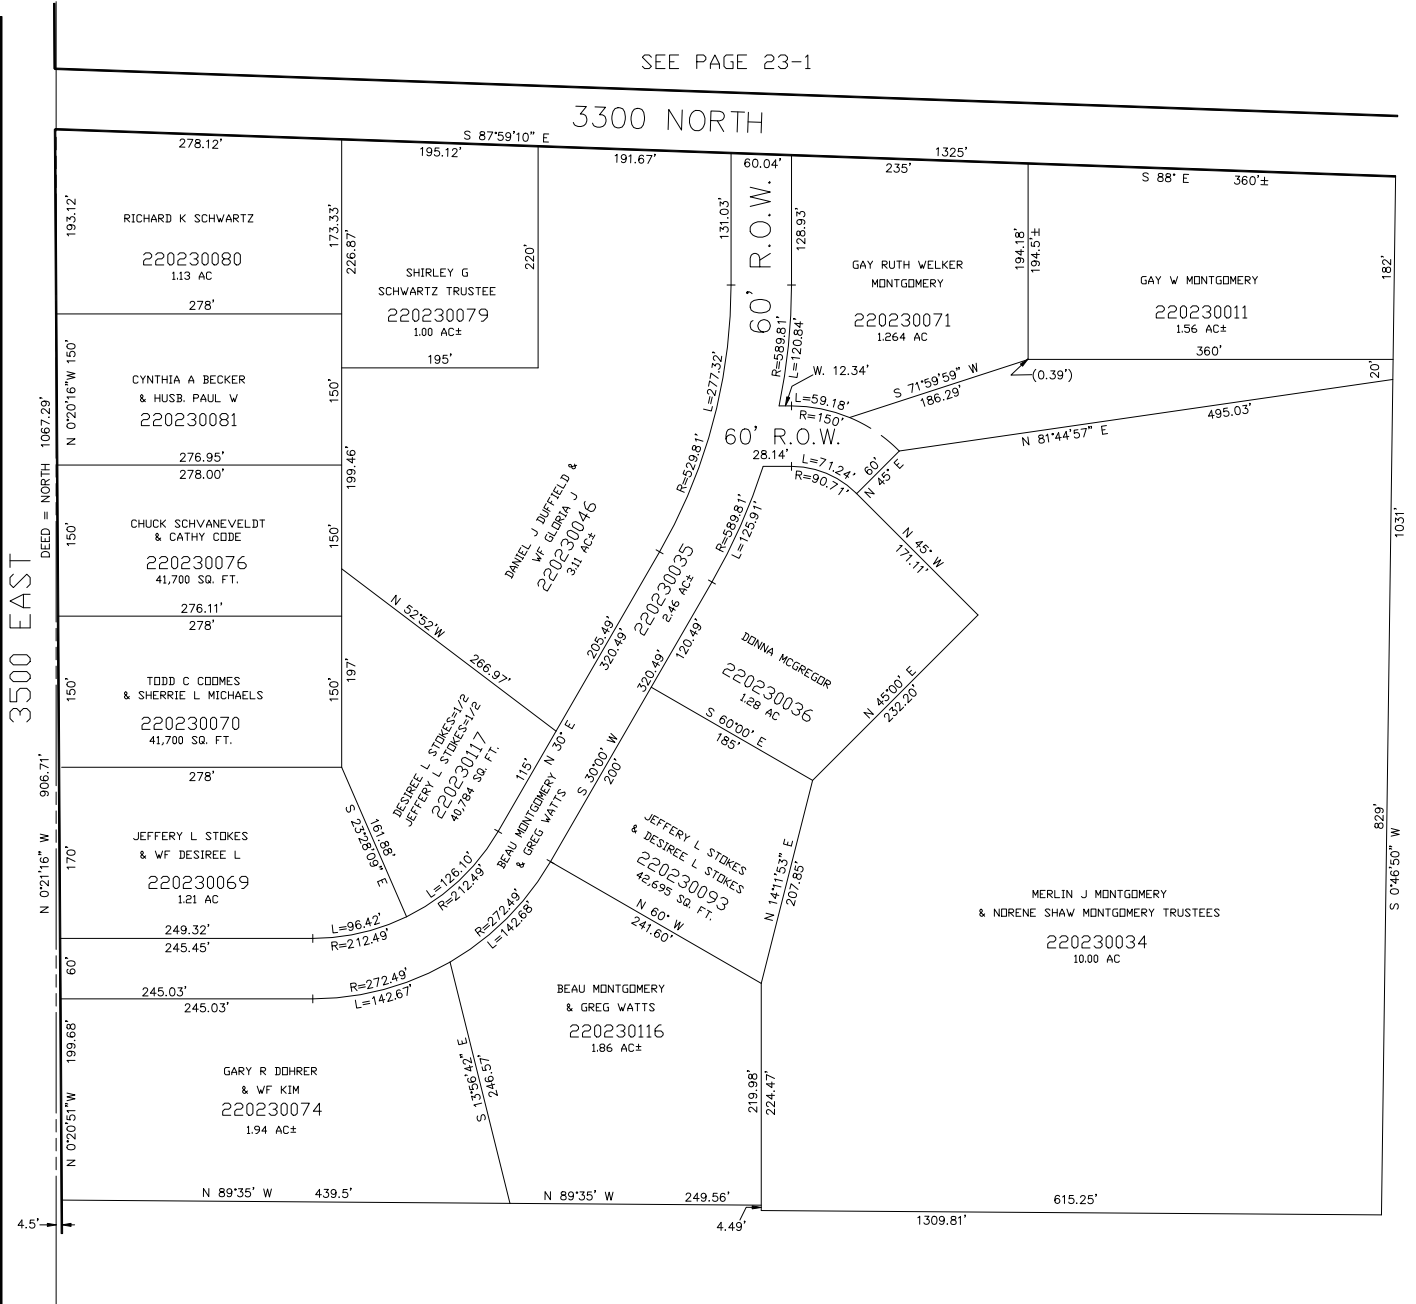 SEE PAGE 23-1
3300 NORTH
S 87°59'10" E
278.12'
195.12'
191.67'
60.04'
1325'
235'
S 88° E
360'±
193.12'
RICHARD K SCHWARTZ
220230080
1.13 AC
278'
173.33'
226.87'
SHIRLEY G
SCHWARTZ TRUSTEE
220230079
1.00 AC±
195'
220'
131.03'
60' R.O.W.
128.93'
GAY RUTH WELKER
MONTGOMERY
220230071
1.264 AC
194.18'
194.5'±
GAY W MONTGOMERY
220230011
1.56 AC±
360'
182'
20'
(0.39')
R=589.81'
L=120.84'
W. 12.34'
S 71°59'59" W
186.29'
L=59.18'
R=150'
60' R.O.W.
28.14'
L=71.24'
R=90.71'
60'
N 45° E
N 81°44'57" E
495.03'
1031'
N 45° W
171.11'
L=277.32'
R=529.81'
R=589.81'
L=125.91'
N 0°20'16"W 150'
DEED = NORTH 1067.29'
CYNTHIA A BECKER
& HUSB. PAUL W
220230081
150'
276.95'
278.00'
199.46'
150'
CHUCK SCHVANEVELDT
& CATHY CODE
220230076
41,700 SQ. FT.
150'
276.11'
278'
3500 EAST
DANIEL J DUFFIELD &
WF GLORIA J
220230046
3.11 AC±
220230035
2.46 AC±
N 52°52'W
266.97'
205.49'
320.49'
320.49'
120.49'
DONNA MCGREGOR
220230036
1.28 AC
N 45°00' E
232.20'
S 60°00' E
185'
150'
TODD C COOMES
& SHERRIE L MICHAELS
220230070
41,700 SQ. FT.
150'
197'
278'
DESIREE L STOKES=1/2
JEFFERY L STOKES=1/2
220230117
40,784 SQ. FT.
115'
N 30° E
BEAU MONTGOMERY
& GREG WATTS
S 30°00' W
200'
906.71'
N 0°21'16" W
170'
JEFFERY L STOKES
& WF DESIREE L
220230069
1.21 AC
161.88'
S 23°28'09" E
L=126.10'
R=212.49'
JEFFERY L STOKES
& DESIREE L STOKES
220230093
42,695 SQ. FT.
N 14°11'53" E
207.85'
N 60° W
241.60'
829'
S 0°46'50" W
MERLIN J MONTGOMERY
& NORENE SHAW MONTGOMERY TRUSTEES
220230034
10.00 AC
249.32'
245.45'
L=96.42'
R=212.49'
R=272.49'
L=142.68'
60'
R=272.49'
L=142.67'
245.03'
245.03'
BEAU MONTGOMERY
& GREG WATTS
220230116
1.86 AC±
199.68'
N 0°20'51"W
GARY R DOHRER
& WF KIM
220230074
1.94 AC±
S 13°56'42" E
246.57'
219.98'
224.47'
N 89°35' W
439.5'
N 89°35' W
249.56'
615.25'
4.5'
4.49'
1309.81'